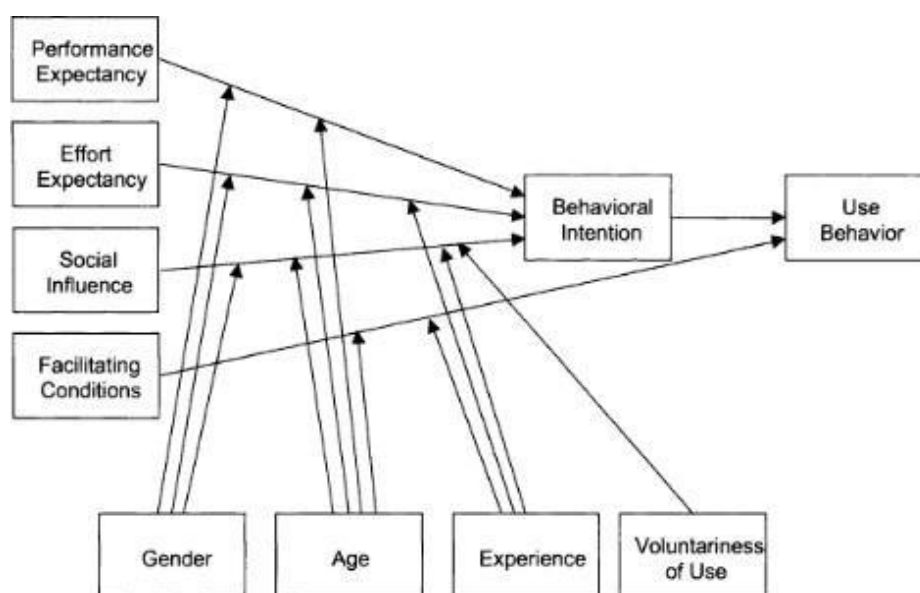 Performance
Expectancy
Effort
Expectancy
Social
Influence
Facilitating
Conditions
Behavioral
Intention
Use
Behavior
Gender
Age
Experience
Voluntariness
of Use